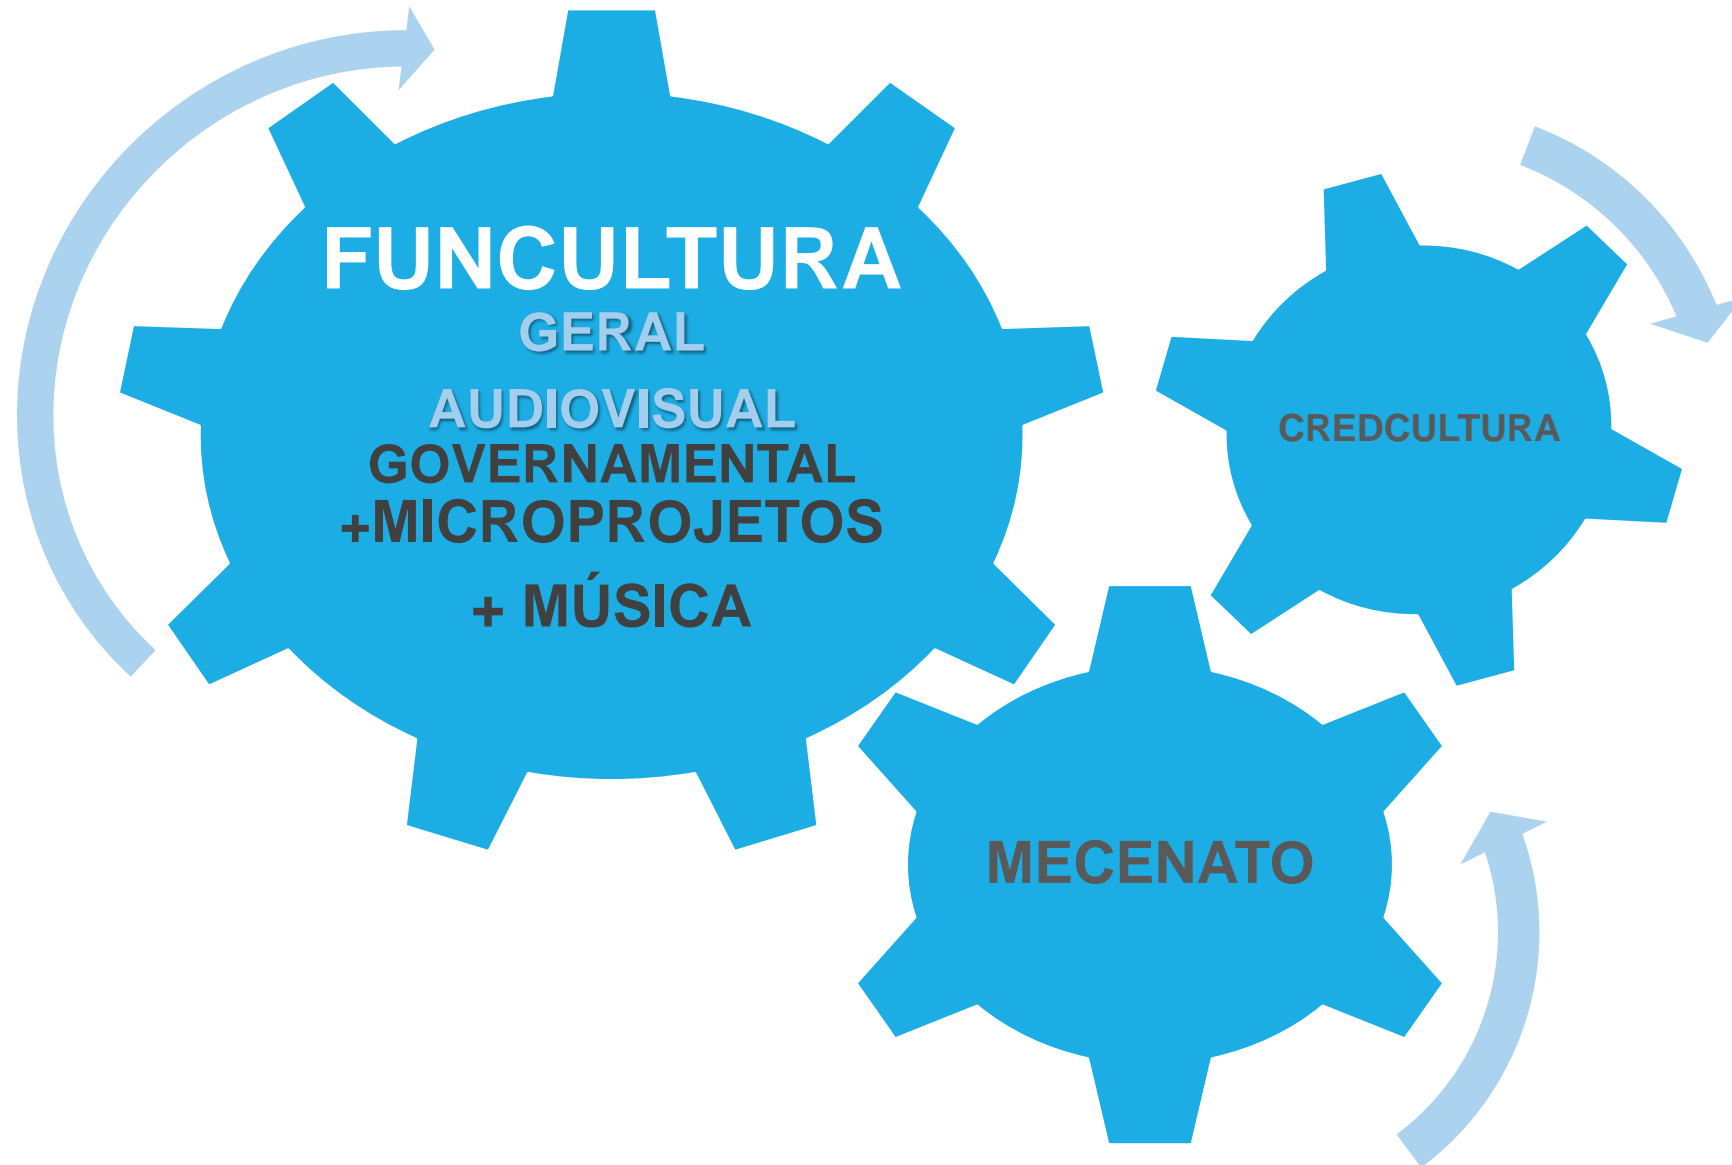 FUNCULTURA
GERAL
AUDIOVISUAL
GOVERNAMENTAL
+MICROPROJETOS
+ MÚSICA
CREDCULTURA
MECENATO